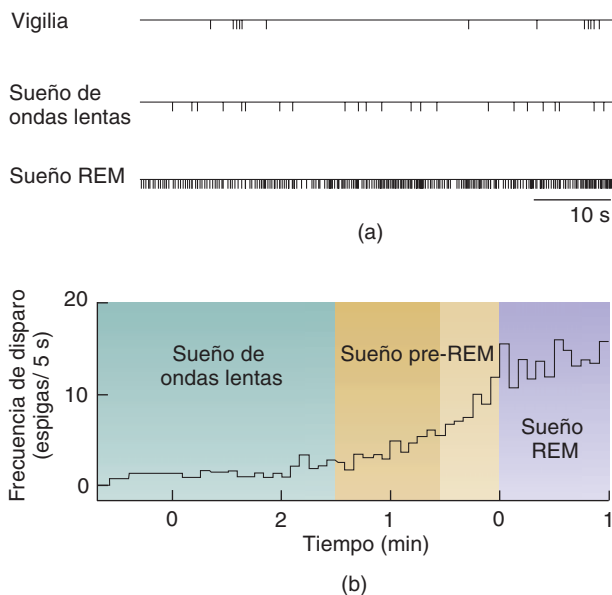 Vigilia
Sueño de
ondas lentas
Sueño REM
10 s
(a)
20
10
0
Frecuencia de disparo
(espigas/ 5 s)
Sueño de
ondas lentas
Sueño pre-REM
Sueño
REM
0
2
1
0
1
Tiempo (min)
(b)